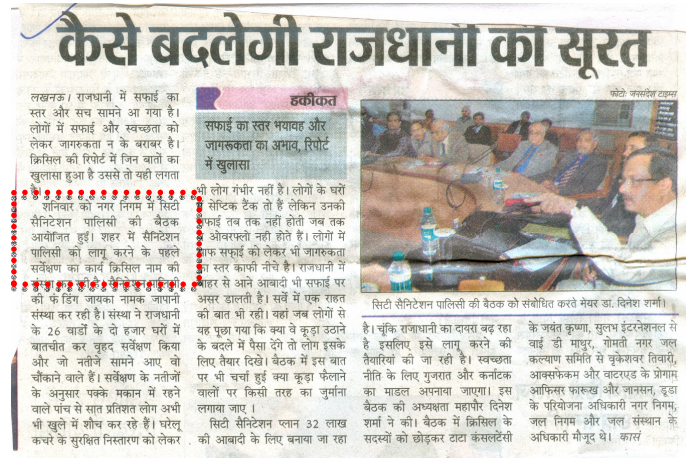 कैसे बदलेगी राजधानी की सूरत
लखनऊ। राजधानी में सफाई का
स्तर और सच सामने आ गया है।
लोगों में सफाई और स्वच्छता को
लेकर जागरुकता न के बराबर है।
क्रिसिल की रिपोर्ट में जिन बातों का
खुलासा हुआ है उससे तो यही लगता
है।
शनिवार को नगर निगम में सिटी
सैनिटेशन पालिसी की बैठक
आयोजित हुई। शहर में सैनिटेशन
पालिसी को लागू करने के पहले
सर्वेक्षण का कार्य क्रिसिल नाम की
की फंडिंग जायका नामक जापानी
संस्था कर रही है। संस्था ने राजधानी
के 26 वार्डों के दो हजार घरों में
बातचीत कर वृहद सर्वेक्षण किया
और जो नतीजे सामने आए वो
चौंकाने वाले हैं। सर्वेक्षण के नतीजों
के अनुसार पक्के मकान में रहने
वाले पांच से सात प्रतिशत लोग अभी
भी खुले में शौच कर रहे हैं। घरेलू
कचरे के सुरक्षित निस्तारण को लेकर
हकीकत
सफाई का स्तर भयावह और
जागरूकता का अभाव, रिपोर्ट
में खुलासा
भी लोग गंभीर नहीं है। लोगों के घरों
में सेप्टिक टैंक तो हैं लेकिन उनकी
सफाई तब तक नहीं होती जब तक
ओवरफ्लो नही होते हैं। लोगों में
साफ सफाई को लेकर भी जागरुकता
का स्तर काफी नीचे है। राजधानी में
बाहर से आने आबादी भी सफाई पर
असर डालती है। सर्वे में एक राहत
की बात भी रही। यहां जब लोगों से
यह पूछा गया कि क्या वे कूड़ा उठाने
के बदले में पैसा देंगे तो लोग इसके
लिए तैयार दिखे। बैठक में इस बात
पर भी चर्चा हुई क्या कूड़ा फैलाने
वालों पर किसी तरह का जुर्माना
लगाया जाए ।
सिटी सैनिटेशन प्लान 32 लाख
की आबादी के लिए बनाया जा रहा
फोटो: जनसंदेश टाइम्स
सिटी सैनिटेशन पालिसी की बैठक को संबोधित करते मेयर डा. दिनेश शर्मा।
है। चूंकि राजाधानी का दायरा बढ़ रहा
है इसलिए इसे लागू करने की
तैयारियां की जा रही है। स्वच्छता
नीति के लिए गुजरात और कर्नाटक
का माडल अपनाया जाएगा। इस
बैठक की अध्यक्षता महापौर दिनेश
शर्मा ने की। बैठक में क्रिसिल के
सदस्यों को छोड़कर टाटा कंसलटेंसी
के जयंत कृष्णा, सुलभ इंटरनेशनल से
वाई डी माथुर, गोमती नगर जल
कल्याण समिति से वृकेशवर तिवारी,
आक्सफेकम और वाटरएड के प्रोगाम
आफिसर फारूख और जानसन, डूडा
के परियोजना अधिकारी नगर निगम,
जल निगम और जल संस्थान के
अधिकारी मौजूद थे। कासं